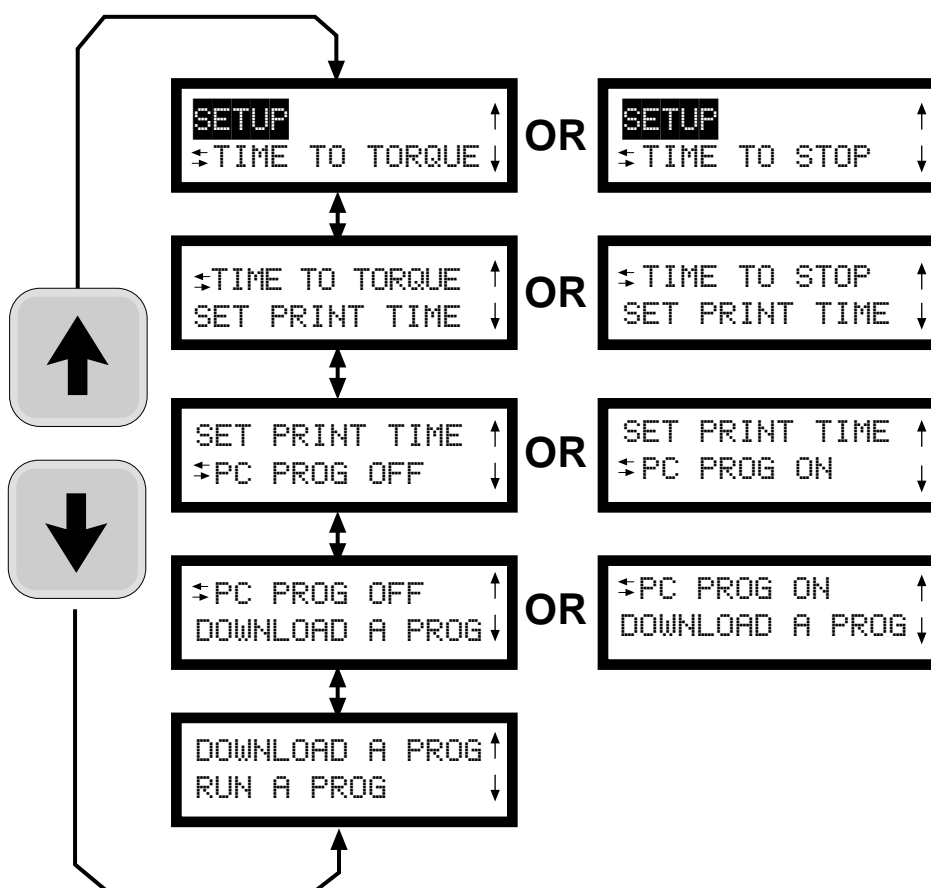 SETUP
⇆TIME TO TORQUE
OR
SETUP
⇆TIME TO STOP
⇆TIME TO TORQUE
SET PRINT TIME
OR
⇆TIME TO STOP
SET PRINT TIME
SET PRINT TIME
⇆PC PROG OFF
OR
SET PRINT TIME
⇆PC PROG ON
⇆PC PROG OFF
DOWNLOAD A PROG
OR
⇆PC PROG ON
DOWNLOAD A PROG
DOWNLOAD A PROG
RUN A PROG